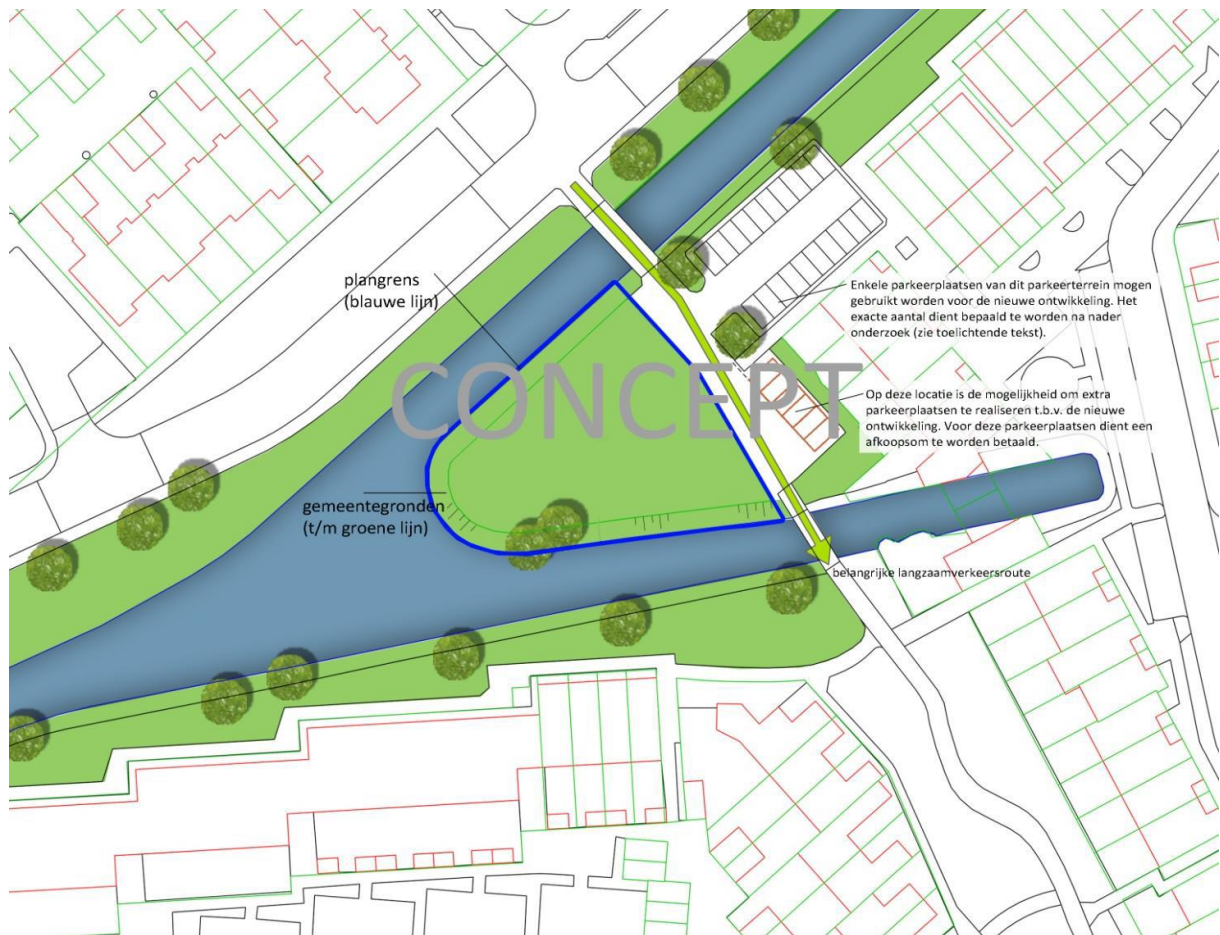 plangrens
(blauwe lijn)
Enkele parkeerplaatsen van dit parkeerterrein mogen
gebruikt worden voor de nieuwe ontwikkeling. Het
exacte aantal dient bepaald te worden na nader
onderzoek (zie toelichtende tekst).
CONCEPT
Op deze locatie is de mogelijkheid om extra
parkeerplaatsen te realiseren t.b.v. de nieuwe
ontwikkeling. Voor deze parkeerplaatsen dient een
afkoopsom te worden betaald.
gemeentegronden
(t/m groene lijn)
belangrijke langzaamverkeersroute